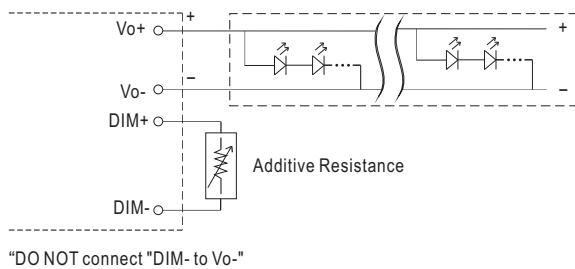 Vo+
+
+
Vo-
–
–
DIM+
Additive Resistance
DIM-
“DO NOT connect "DIM- to Vo-"